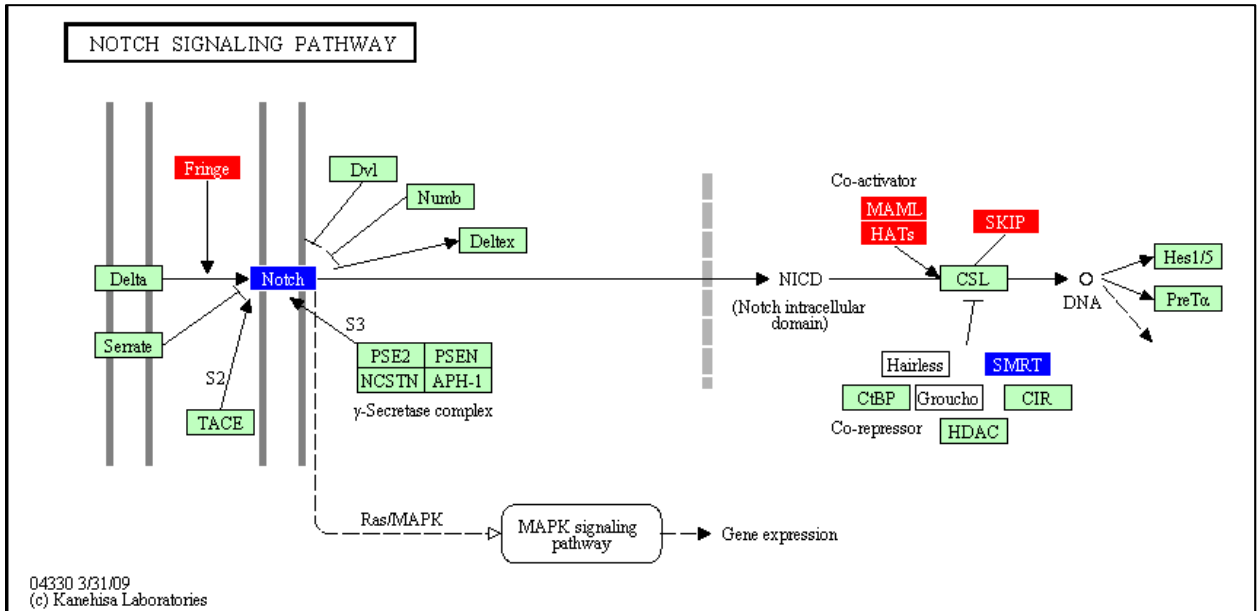 NOTCH SIGNALING PATHWAY
Fringe
Dvl
Numb
Deltex
Delta
Notch
Serrate
S2
TACE
S3
PSE2
PSEN
NCSTN
APH-1
γ-Secretase complex
Co-activator
MAML
HATs
SKIP
NICD
(Notch intracellular
domain)
CSL
DNA
Hes1/5
PreTα
Hairless
SMRT
CtBP
Groucho
CIR
Co-repressor
HDAC
Ras/MAPK
MAPK signaling
pathway
Gene expression
04330 3/31/09
(c) Kanehisa Laboratories